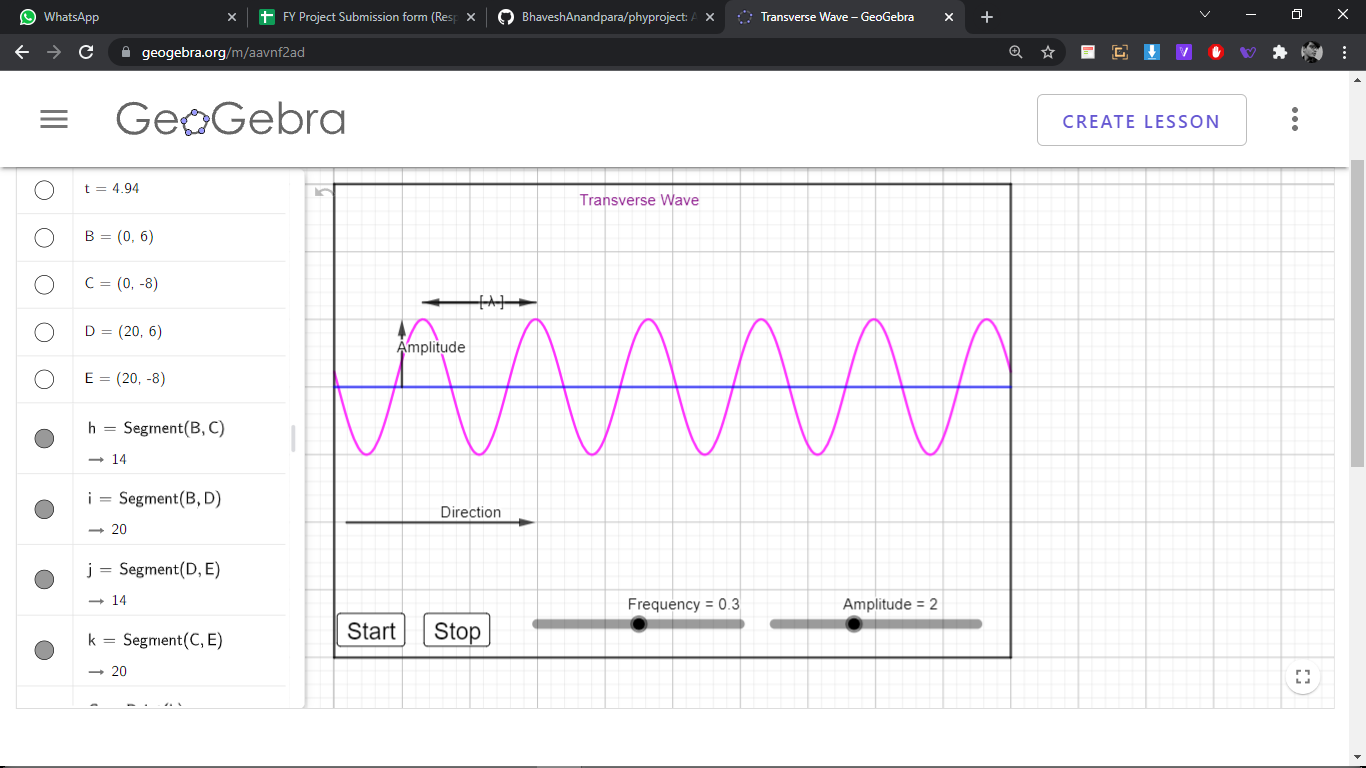 WhatsApp
FY Project Submission form (Resp
BhaveshAnandpara/phyproject: A
Transverse Wave – GeoGebra
geogebra.org/m/aavnf2ad
GeoGebra
CREATE LESSON
t = 4.94
B = (0, 6)
C = (0, -8)
D = (20, 6)
E = (20, -8)
h = Segment(B, C)
→ 14
i = Segment(B, D)
→ 20
j = Segment(D, E)
→ 14
k = Segment(C, E)
→ 20
Transverse Wave
[-λ-]
Amplitude
Direction
Frequency = 0.3
Amplitude = 2
Start
Stop